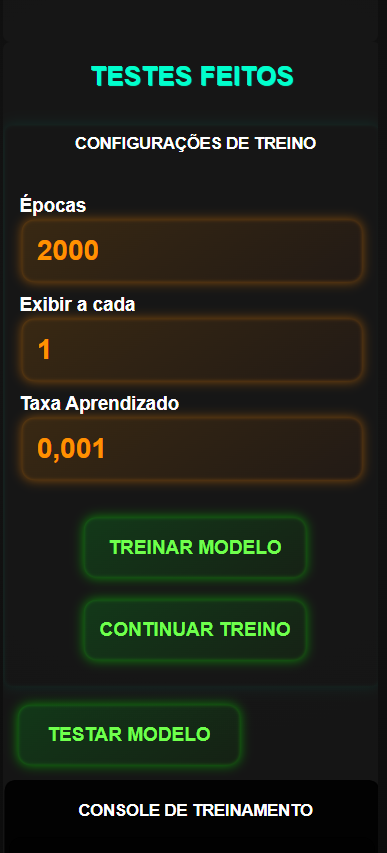 TESTES FEITOS
CONFIGURAÇÕES DE TREINO
Épocas
2000
Exibir a cada
1
Taxa Aprendizado
0,001
TREINAR MODELO
CONTINUAR TREINO
TESTAR MODELO
CONSOLE DE TREINAMENTO